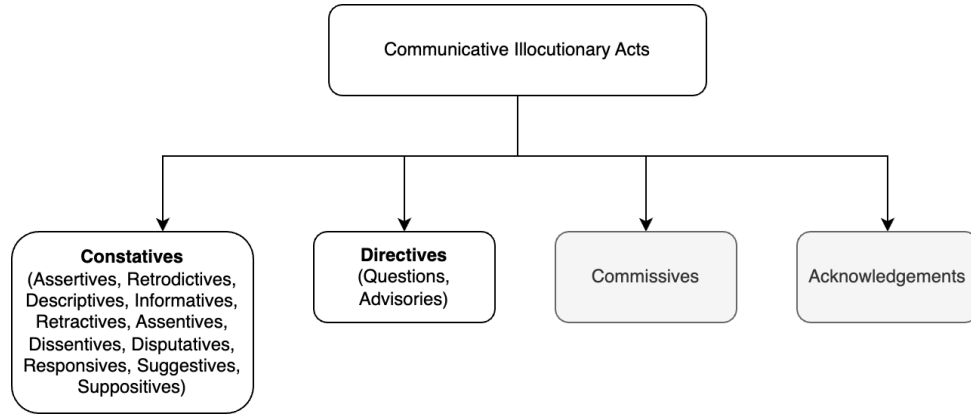 Communicative Illocutionary Acts
Constatives
(Assertives, Retrodictives,
Descriptives, Informatives,
Retractives, Assentives,
Dissentives, Disputatives,
Responsives, Suggestives,
Suppositives)
Directives
(Questions,
Advisories)
Commissives
Acknowledgements